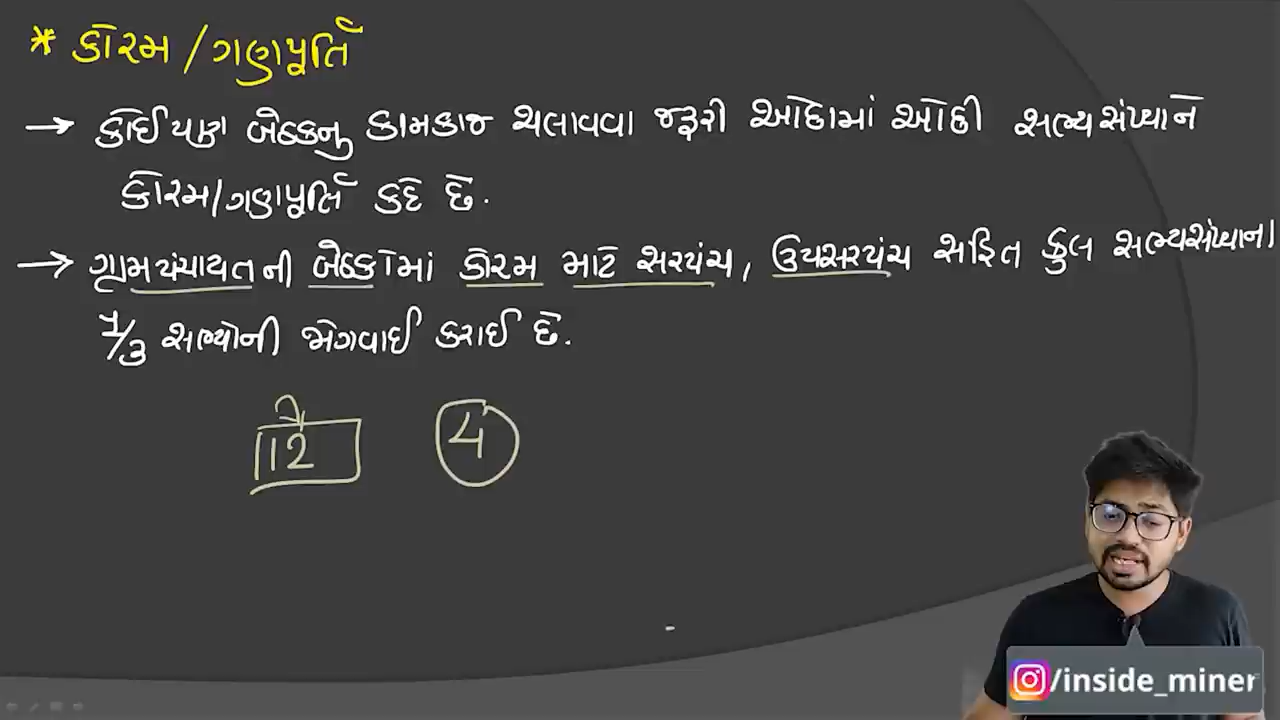 * કોરમ/ગણપૂર્તિ
→ કોઈપણ બેઠકનુ કામકાજ ચલાવવા જરૂરી ઓછામાં ઓછી સભ્યસંખ્યાને
કોરમ/ગણપૂર્તિ કહે છે.
→ ગ્રામપંચાયતની બેઠકોમાં કોરમ માટે સરપંચ, ઉપસરપંચ સહિત કુલ સભ્યસંખ્યાના
1/3 સભ્યોની જોગવાઈ કરાઈ છે.
12 4
/inside_miner